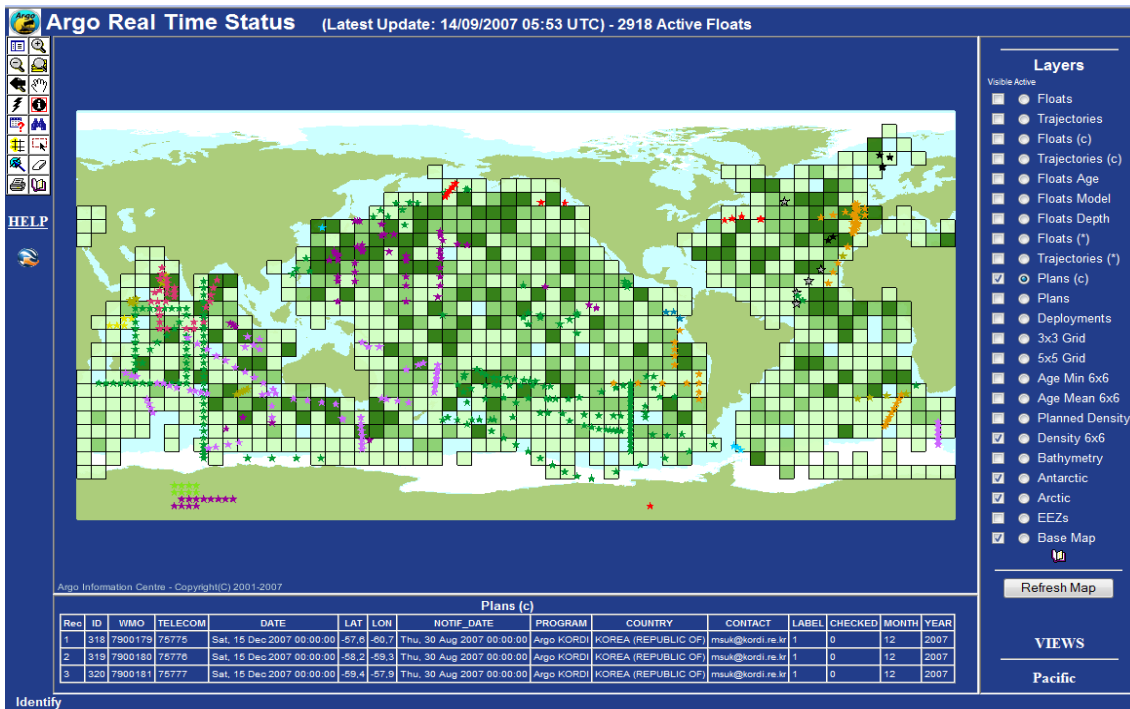 Argo Real Time Status (Latest Update: 14/09/2007 05:53 UTC) - 2918 Active Floats
HELP
Layers
Visible Active
Floats
Trajectories
Floats (c)
Trajectories (c)
Floats Age
Floats Model
Floats Depth
Floats (*)
Trajectories (*)
Plans (c)
Plans
Deployments
3x3 Grid
5x5 Grid
Age Min 6x6
Age Mean 6x6
Planned Density
Density 6x6
Bathymetry
Antarctic
Arctic
EEZs
Base Map
Refresh Map
VIEWS
Pacific
Argo Information Centre - Copyright(C) 2001-2007
Plans (c)
Rec ID WMO TELECOM DATE LAT LON NOTIF_DATE PROGRAM COUNTRY CONTACT LABEL CHECKED MONTH YEAR
1 318 7900179 75775 Sat, 15 Dec 2007 00:00:00 -57,6 -60,7 Thu, 30 Aug 2007 00:00:00 Argo KORDI KOREA (REPUBLIC OF) msuk@kordi.re.kr 1 0 12 2007
2 319 7900180 75776 Sat, 15 Dec 2007 00:00:00 -58,2 -59,3 Thu, 30 Aug 2007 00:00:00 Argo KORDI KOREA (REPUBLIC OF) msuk@kordi.re.kr 1 0 12 2007
3 320 7900181 75777 Sat, 15 Dec 2007 00:00:00 -59,4 -57,9 Thu, 30 Aug 2007 00:00:00 Argo KORDI KOREA (REPUBLIC OF) msuk@kordi.re.kr 1 0 12 2007
Identify